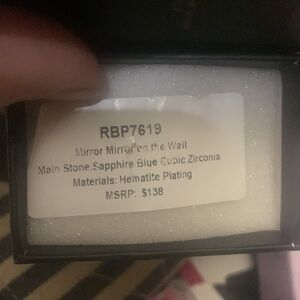 RBP7619
Mirror Mirror on the Wall
Main Stone:Sapphire Blue Cubic Zirconia
Materials: Hematite Plating
MSRP: $138